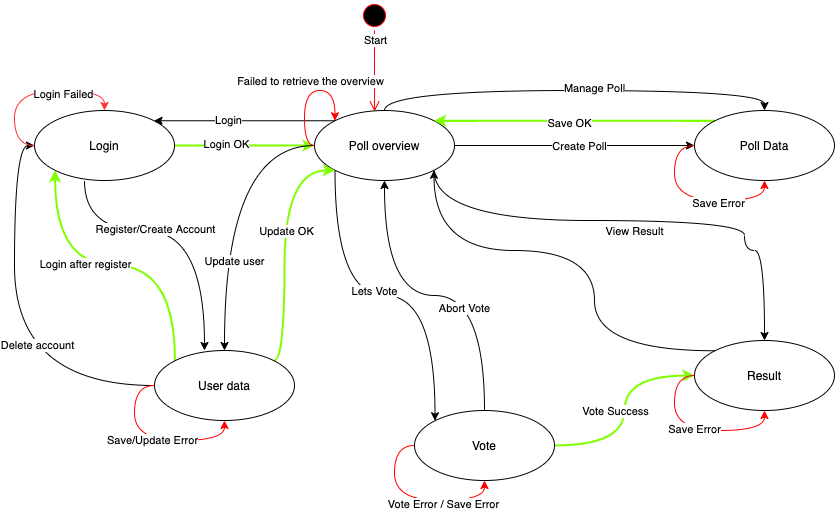 Start
Failed to retrieve the overview
Manage Poll
Login Failed
Login
Save OK
Login
Login OK
Poll overview
Create Poll
Poll Data
Save Error
Register/Create Account
Update OK
View Result
Login after register
Update user
Lets Vote
Abort Vote
Delete account
User data
Result
Vote Success
Save Error
Save/Update Error
Vote
Vote Error / Save Error